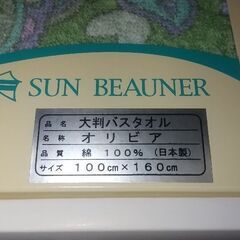 SUN BEAUNER
品名 大判バスタオル
名称 オリビア
品質 綿 100% (日本製)
サイズ 100cm×160cm